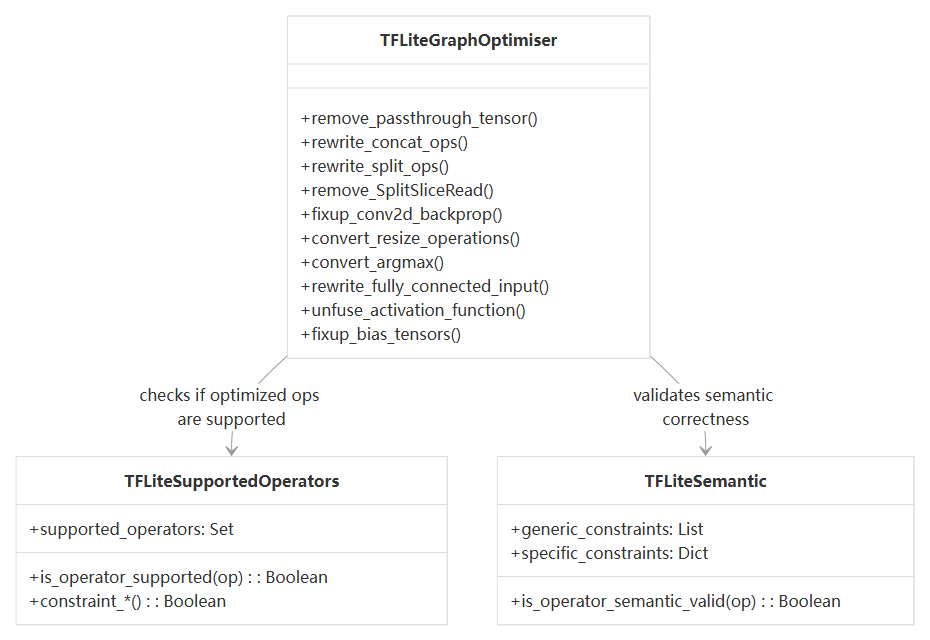 TFLiteGraphOptimiser
+remove_passthrough_tensor()
+rewrite_concat_ops()
+rewrite_split_ops()
+remove_SplitSliceRead()
+fixup_conv2d_backprop()
+convert_resize_operations()
+convert_argmax()
+rewrite_fully_connected_input()
+unfuse_activation_function()
+fixup_bias_tensors()
checks if optimized ops
are supported
validates semantic
correctness
TFLiteSupportedOperators
+supported_operators: Set
+is_operator_supported(op) : : Boolean
+constraint_*() : : Boolean
TFLiteSemantic
+generic_constraints: List
+specific_constraints: Dict
+is_operator_semantic_valid(op) : : Boolean